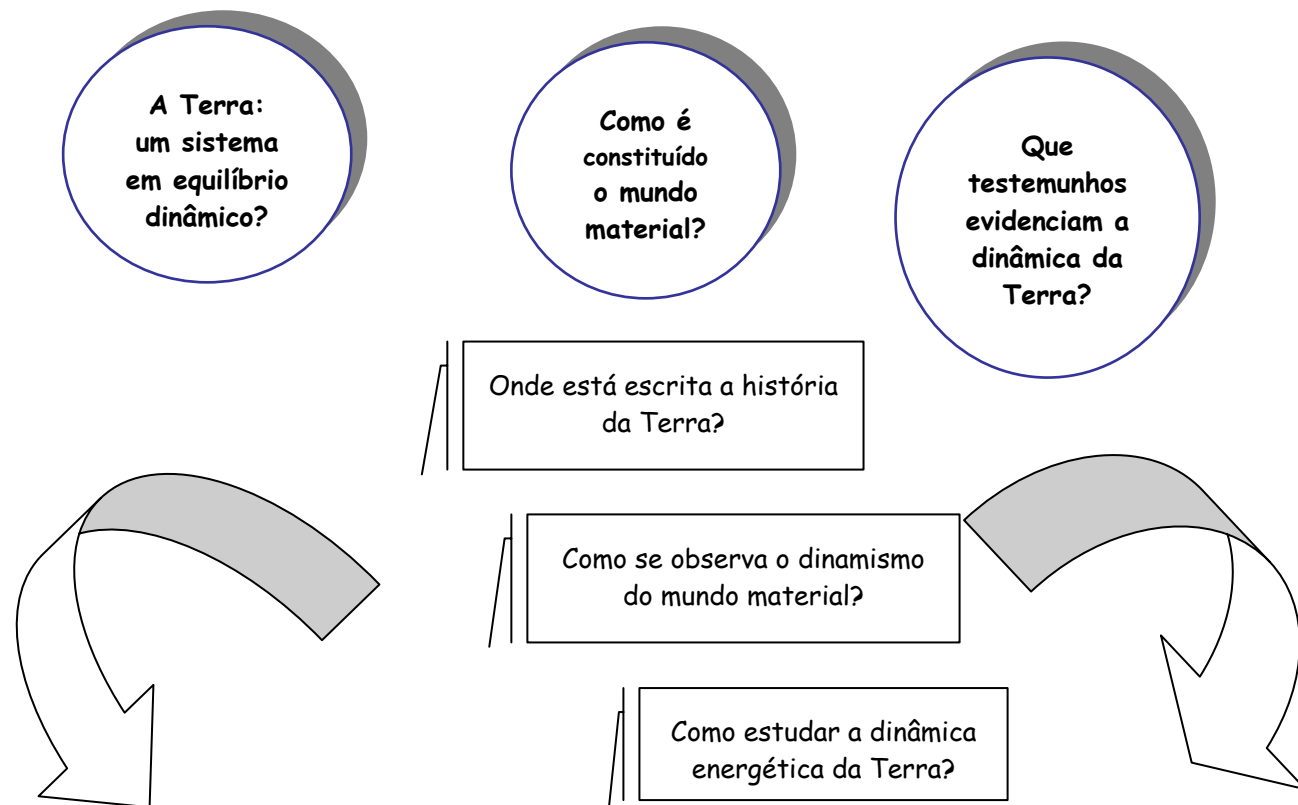 A Terra:
um sistema
em equilíbrio
dinâmico?
Como é
constituído
o mundo
material?
Que
testemunhos
evidenciam a
dinâmica da
Terra?
Onde está escrita a história
da Terra?
Como se observa o dinamismo
do mundo material?
Como estudar a dinâmica
energética da Terra?